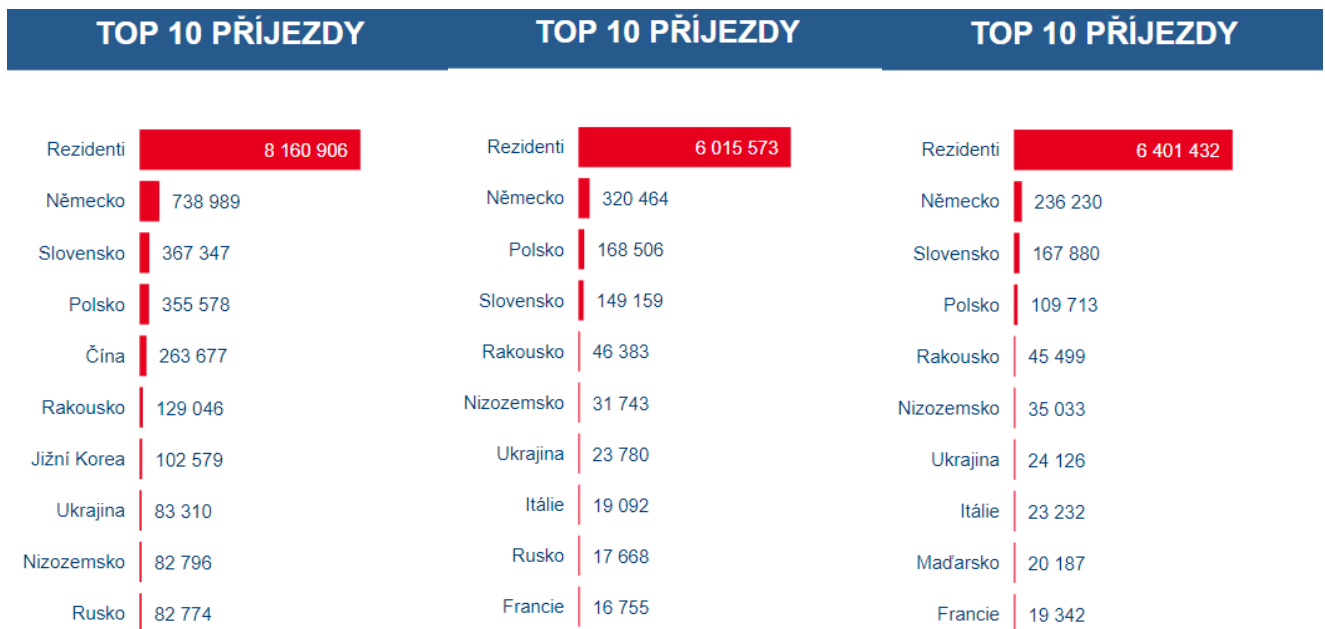 TOP 10 PŘÍJEZDY
Rezidenti 8 160 906
Německo 738 989
Slovensko 367 347
Polsko 355 578
Čína 263 677
Rakousko 129 046
Jižní Korea 102 579
Ukrajina 83 310
Nizozemsko 82 796
Rusko 82 774
TOP 10 PŘÍJEZDY
Rezidenti 6 015 573
Německo 320 464
Polsko 168 506
Slovensko 149 159
Rakousko 46 383
Nizozemsko 31 743
Ukrajina 23 780
Itálie 19 092
Rusko 17 668
Francie 16 755
TOP 10 PŘÍJEZDY
Rezidenti 6 401 432
Německo 236 230
Slovensko 167 880
Polsko 109 713
Rakousko 45 499
Nizozemsko 35 033
Ukrajina 24 126
Itálie 23 232
Maďarsko 20 187
Francie 19 342